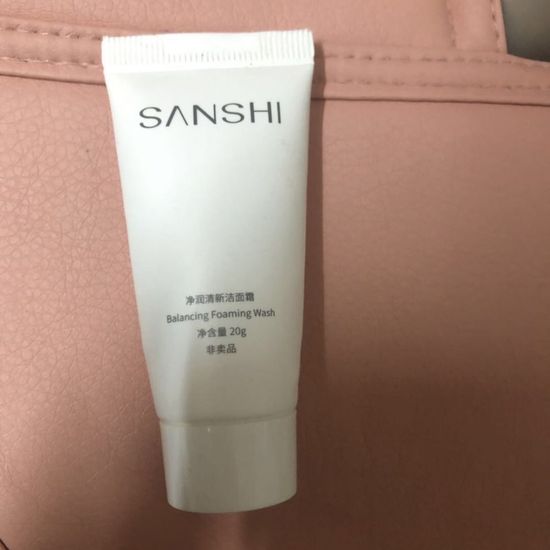 SANSHI
净润清新洁面霜
Balancing Foaming Wash
净含量 20g
非卖品